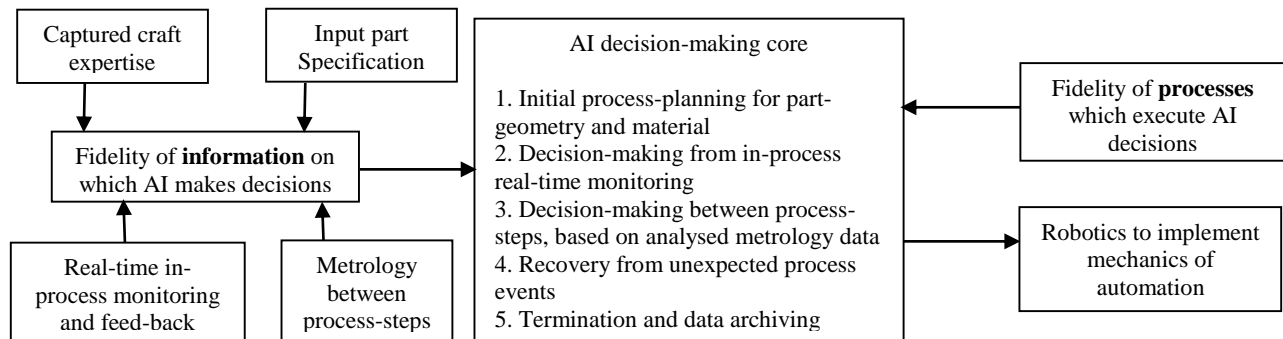 Captured craft
expertise
Input part
Specification
Fidelity of information on
which AI makes decisions
Real-time in-
process monitoring
and feed-back
Metrology
between
process-steps
AI decision-making core
1. Initial process-planning for part-
geometry and material
2. Decision-making from in-process
real-time monitoring
3. Decision-making between process-
steps, based on analysed metrology data
4. Recovery from unexpected process
events
5. Termination and data archiving
Fidelity of processes
which execute AI
decisions
Robotics to implement
mechanics of
automation